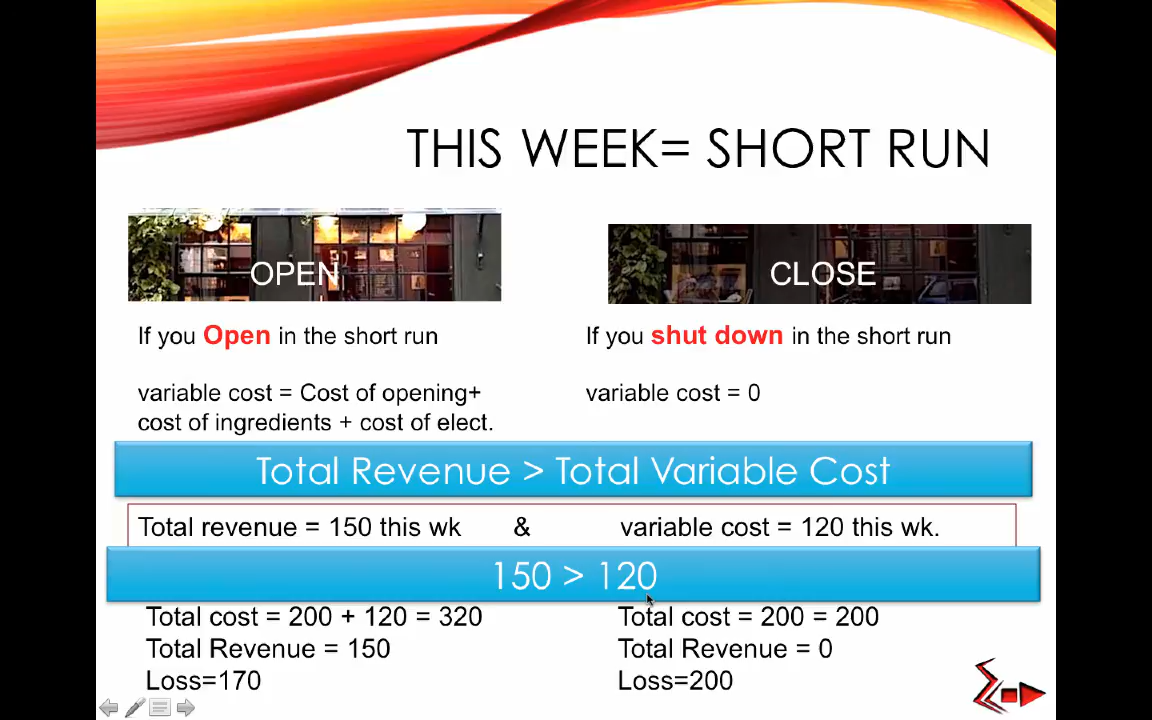 THIS WEEK= SHORT RUN
OPEN
CLOSE
If you Open in the short run
If you shut down in the short run
variable cost = Cost of opening+
cost of ingredients + cost of elect.
variable cost = 0
Total Revenue > Total Variable Cost
Total revenue = 150 this wk & variable cost = 120 this wk.
150 > 120
Total cost = 200 + 120 = 320
Total Revenue = 150
Loss=170
Total cost = 200 = 200
Total Revenue = 0
Loss=200